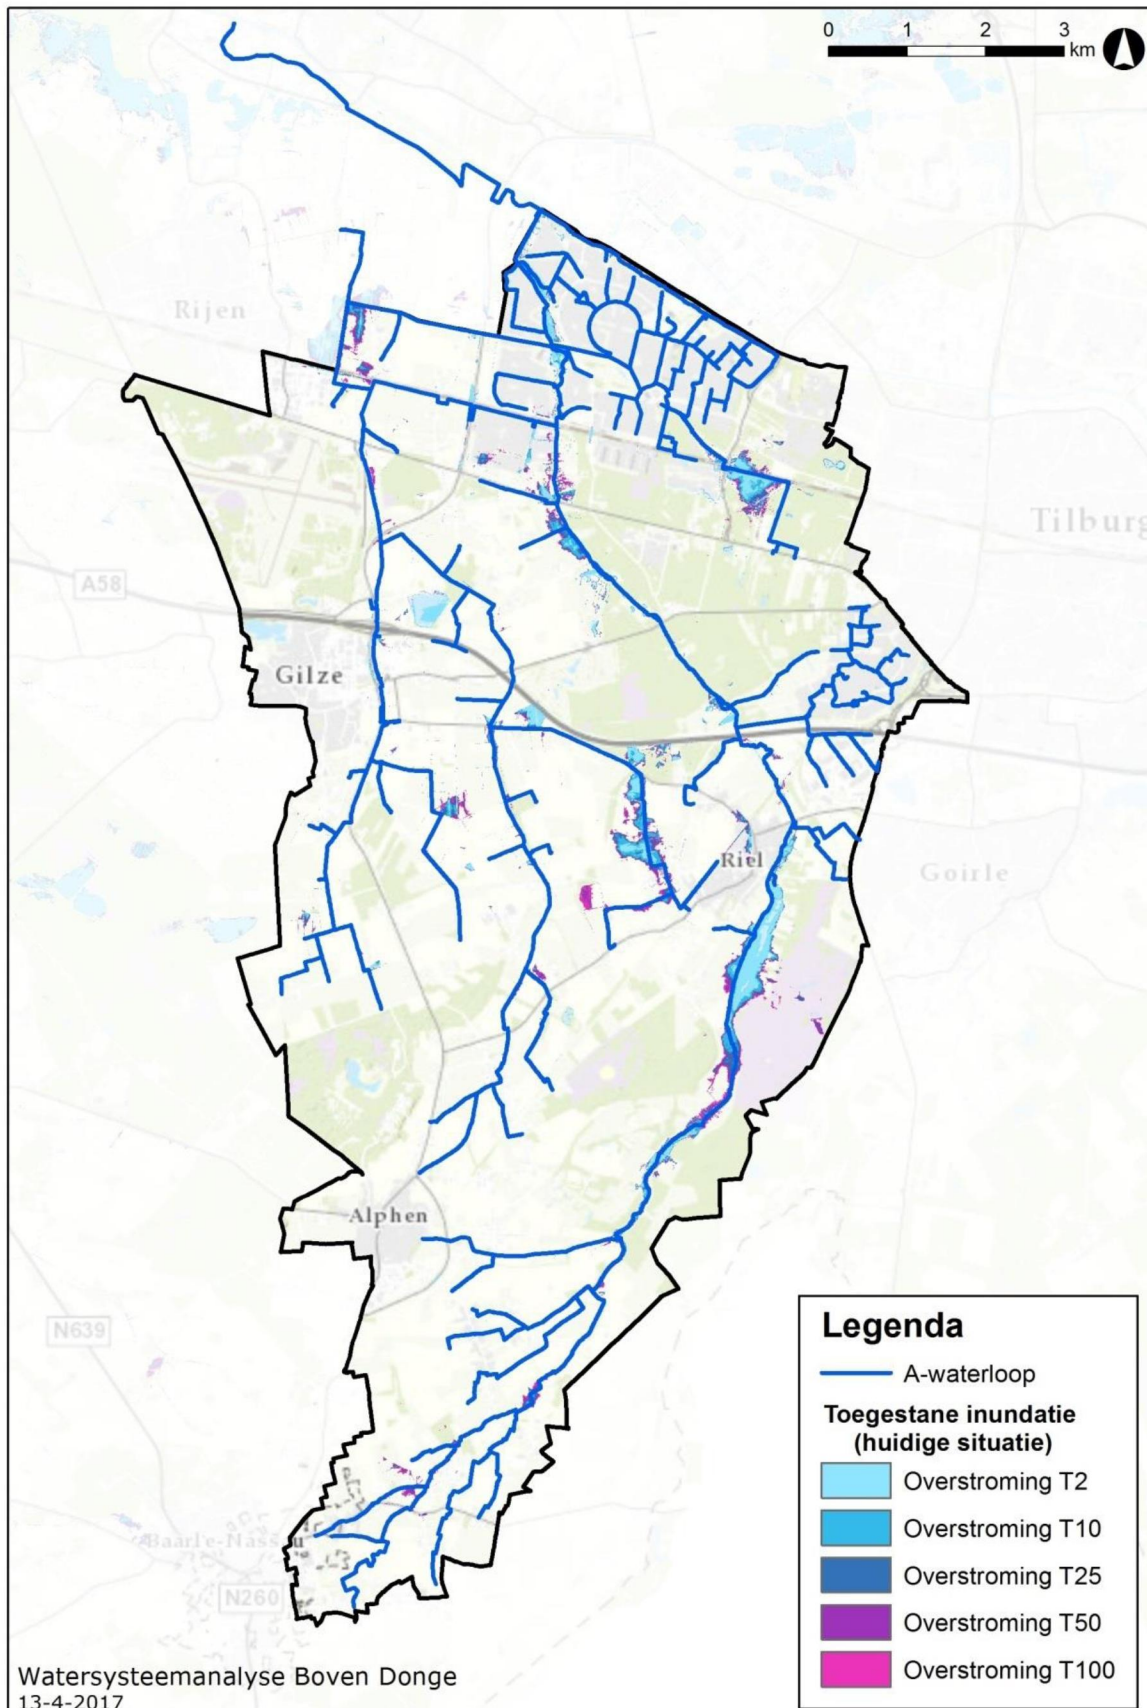 0 1 2 3
km
Rijen
Tilburg
A58
Gilze
Riel
Goirle
Alphen
N639
Baarle-Nassau
N260
Legenda
A-waterloop
Toegestane inundatie
(huidige situatie)
Overstroming T2
Overstroming T10
Overstroming T25
Overstroming T50
Overstroming T100
Watersysteemanalyse Boven Donge
13-4-2017